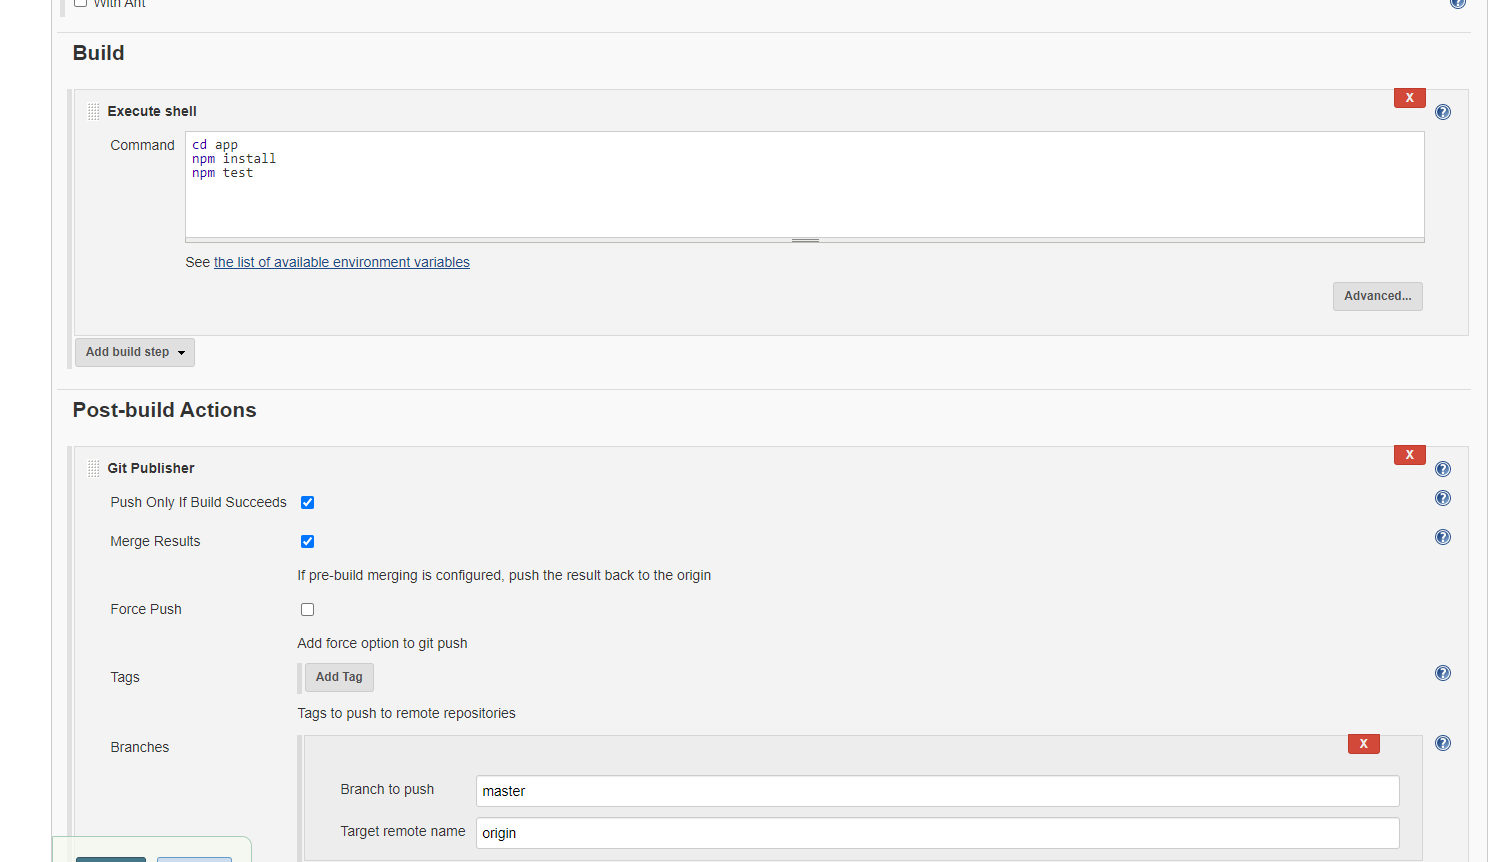 With Ant
Build
X
Execute shell
Command
cd app
npm install
npm test
See the list of available environment variables
Advanced...
Add build step
Post-build Actions
X
Git Publisher
Push Only If Build Succeeds
Merge Results
If pre-build merging is configured, push the result back to the origin
Force Push
Add force option to git push
Tags
Add Tag
Tags to push to remote repositories
Branches
X
Branch to push
master
Target remote name
origin